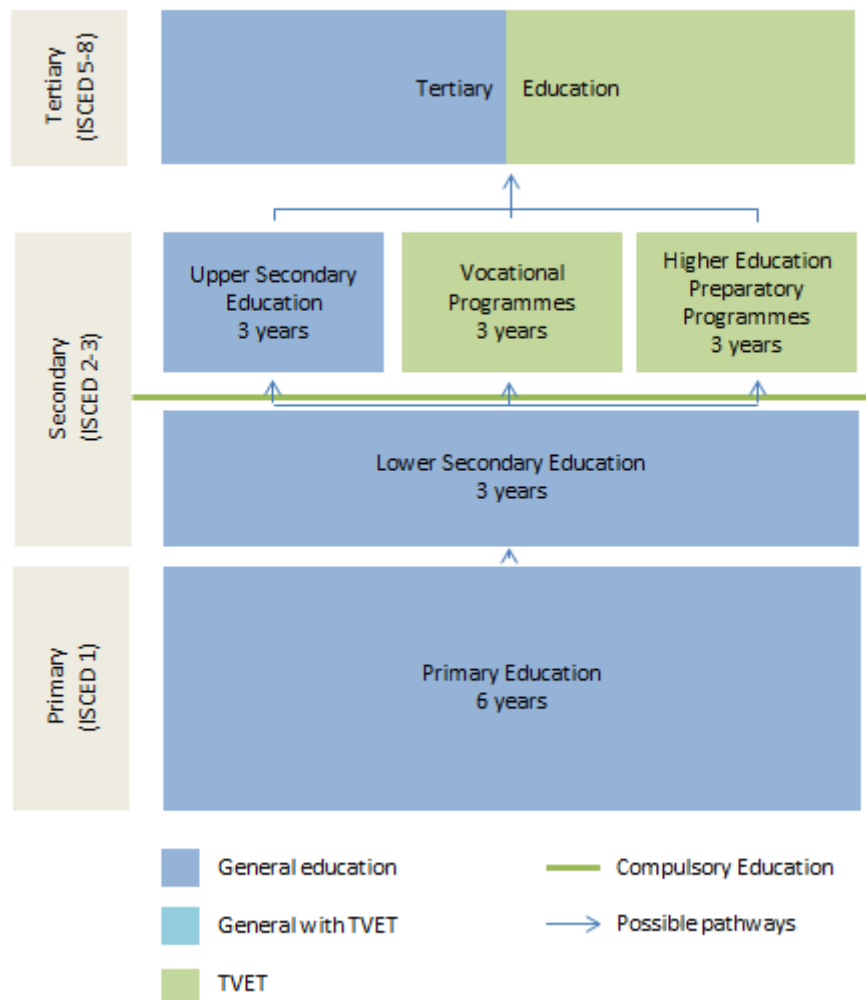 Tertiary
(ISCED 5-8)
Tertiary Education
Secondary
(ISCED 2-3)
Upper Secondary
Education
3 years
Vocational
Programmes
3 years
Higher Education
Preparatory
Programmes
3 years
Lower Secondary Education
3 years
Primary
(ISCED 1)
Primary Education
6 years
General education
Compulsory Education
General with TVET
Possible pathways
TVET